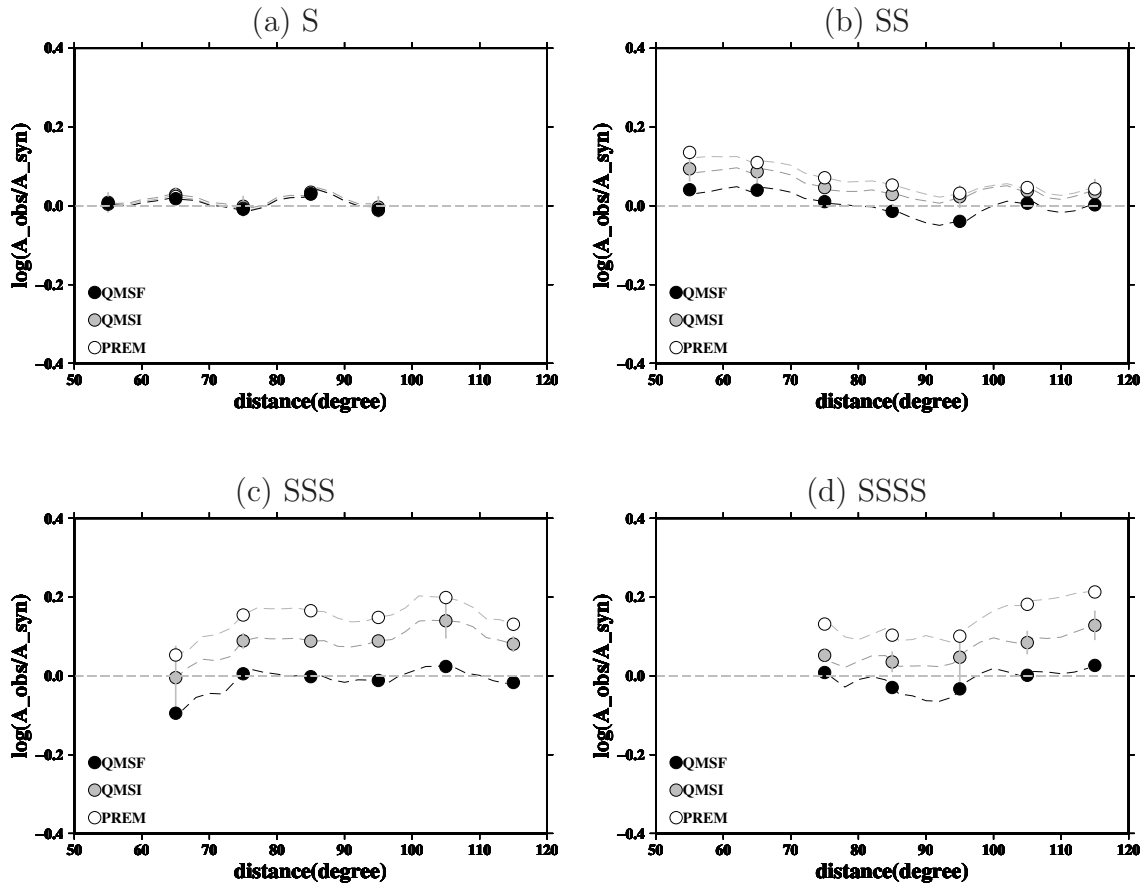 (a) S
0.4
0.2
0.0
−0.2
−0.4
log(A_obs/A_syn)
QMSF
QMSI
PREM
50 60 70 80 90 100 110 120
distance(degree)
(b) SS
0.4
0.2
0.0
−0.2
−0.4
log(A_obs/A_syn)
QMSF
QMSI
PREM
50 60 70 80 90 100 110 120
distance(degree)
(c) SSS
0.4
0.2
0.0
−0.2
−0.4
log(A_obs/A_syn)
QMSF
QMSI
PREM
50 60 70 80 90 100 110 120
distance(degree)
(d) SSSS
0.4
0.2
0.0
−0.2
−0.4
log(A_obs/A_syn)
QMSF
QMSI
PREM
50 60 70 80 90 100 110 120
distance(degree)